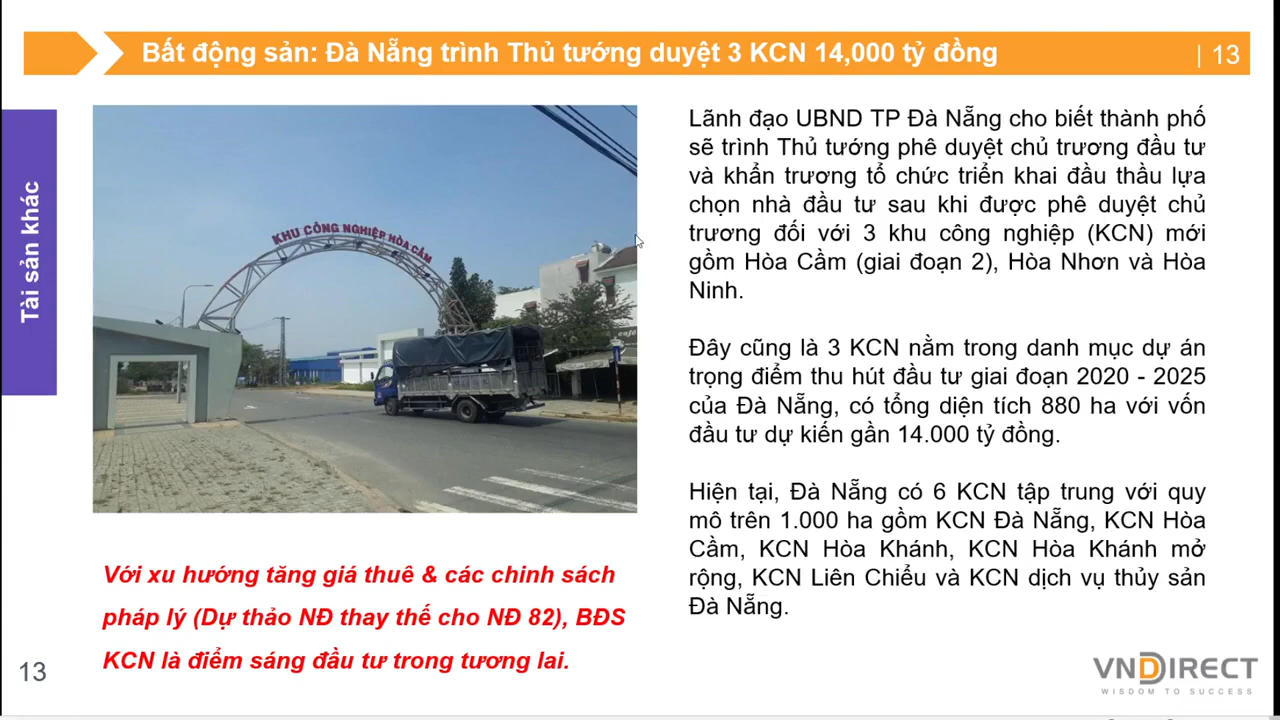 Bất động sản: Đà Nẵng trình Thủ tướng duyệt 3 KCN 14,000 tỷ đồng
| 13
Tài sản khác
KHU CÔNG NGHIỆP HÒA CẦM
Lãnh đạo UBND TP Đà Nẵng cho biết thành phố
sẽ trình Thủ tướng phê duyệt chủ trương đầu tư
và khẩn trương tổ chức triển khai đấu thầu lựa
chọn nhà đầu tư sau khi được phê duyệt chủ
trương đối với 3 khu công nghiệp (KCN) mới
gồm Hòa Cầm (giai đoạn 2), Hòa Nhơn và Hòa
Ninh.
Đây cũng là 3 KCN nằm trong danh mục dự án
trọng điểm thu hút đầu tư giai đoạn 2020 - 2025
của Đà Nẵng, có tổng diện tích 880 ha với vốn
đầu tư dự kiến gần 14.000 tỷ đồng.
Hiện tại, Đà Nẵng có 6 KCN tập trung với quy
mô trên 1.000 ha gồm KCN Đà Nẵng, KCN Hòa
Cầm, KCN Hòa Khánh, KCN Hòa Khánh mở
rộng, KCN Liên Chiểu và KCN dịch vụ thủy sản
Đà Nẵng.
Với xu hướng tăng giá thuê & các chinh sách
pháp lý (Dự thảo NĐ thay thế cho NĐ 82), BĐS
KCN là điểm sáng đầu tư trong tương lai.
13
VNDIRECT
WISDOM TO SUCCESS